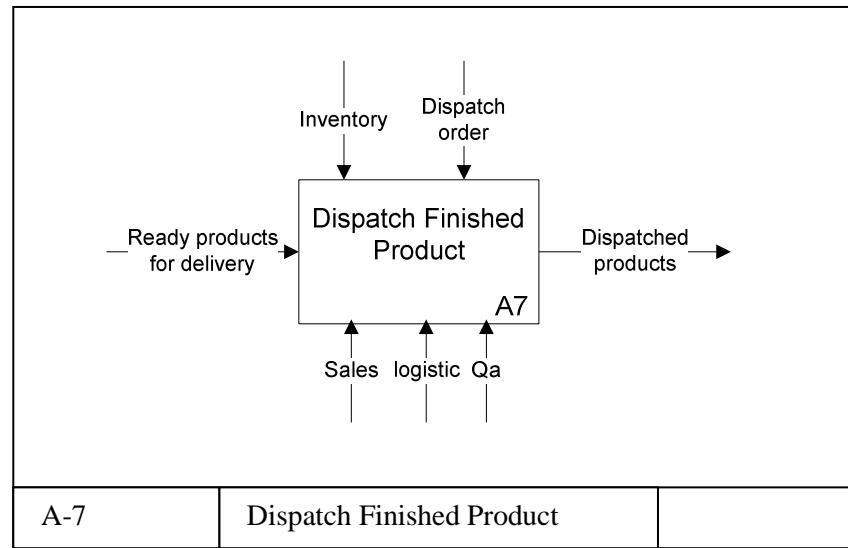 Inventory
Dispatch
order
Dispatch Finished
Product
Ready products
for delivery
Dispatched
products
A7
Sales
logistic
Qa
A-7
Dispatch Finished Product